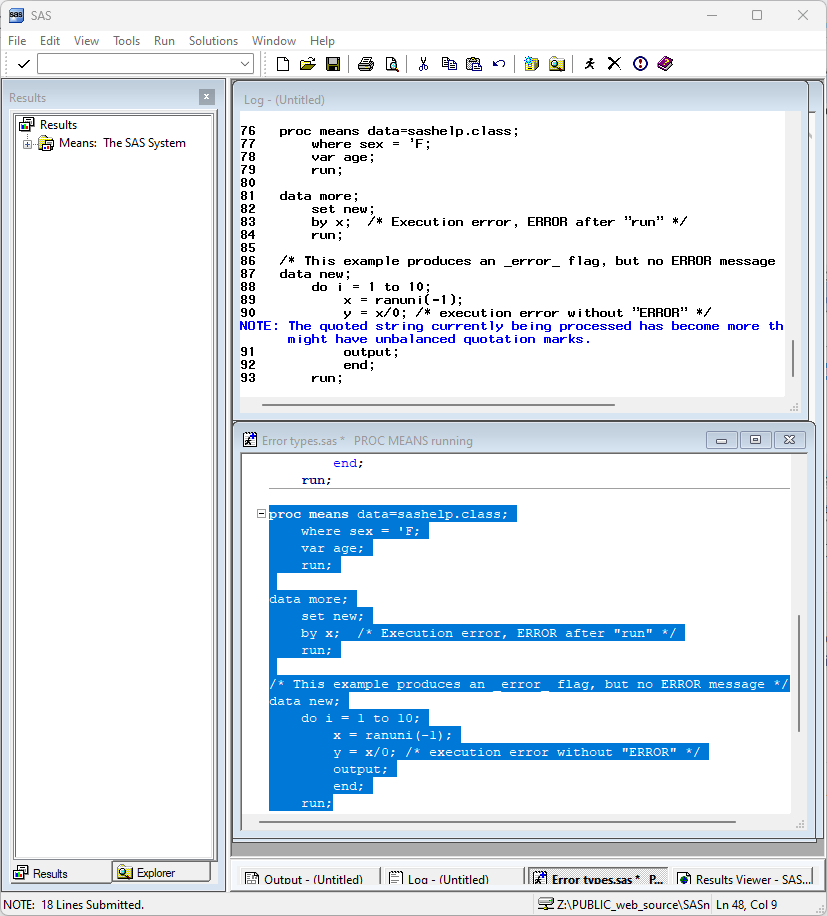 SAS
File Edit View Tools Run Solutions Window Help
Results
Results
Means: The SAS System
Log - (Untitled)
76 proc means data=sashelp.class;
77 where sex = 'F;
78 var age;
79 run;
80
81 data more;
82 set new;
83 by x; /* Execution error, ERROR after "run" */
84 run;
85
86 /* This example produces an _error_ flag, but no ERROR message
87 data new;
88 do i = 1 to 10;
89 x = ranuni(-1);
90 y = x/0; /* execution error without "ERROR" */
NOTE: The quoted string currently being processed has become more th
might have unbalanced quotation marks.
91 output;
92 end;
93 run;
Error types.sas * PROC MEANS running
end;
run;
proc means data=sashelp.class;
where sex = 'F;
var age;
run;
data more;
set new;
by x; /* Execution error, ERROR after "run" */
run;
/* This example produces an _error_ flag, but no ERROR message */
data new;
do i = 1 to 10;
x = ranuni(-1);
y = x/0; /* execution error without "ERROR" */
output;
end;
run;
Results Explorer
Output - (Untitled) Log - (Untitled) Error types.sas * P... Results Viewer - SAS...
NOTE: 18 Lines Submitted. Z:\PUBLIC_web_source\SASn Ln 48, Col 9